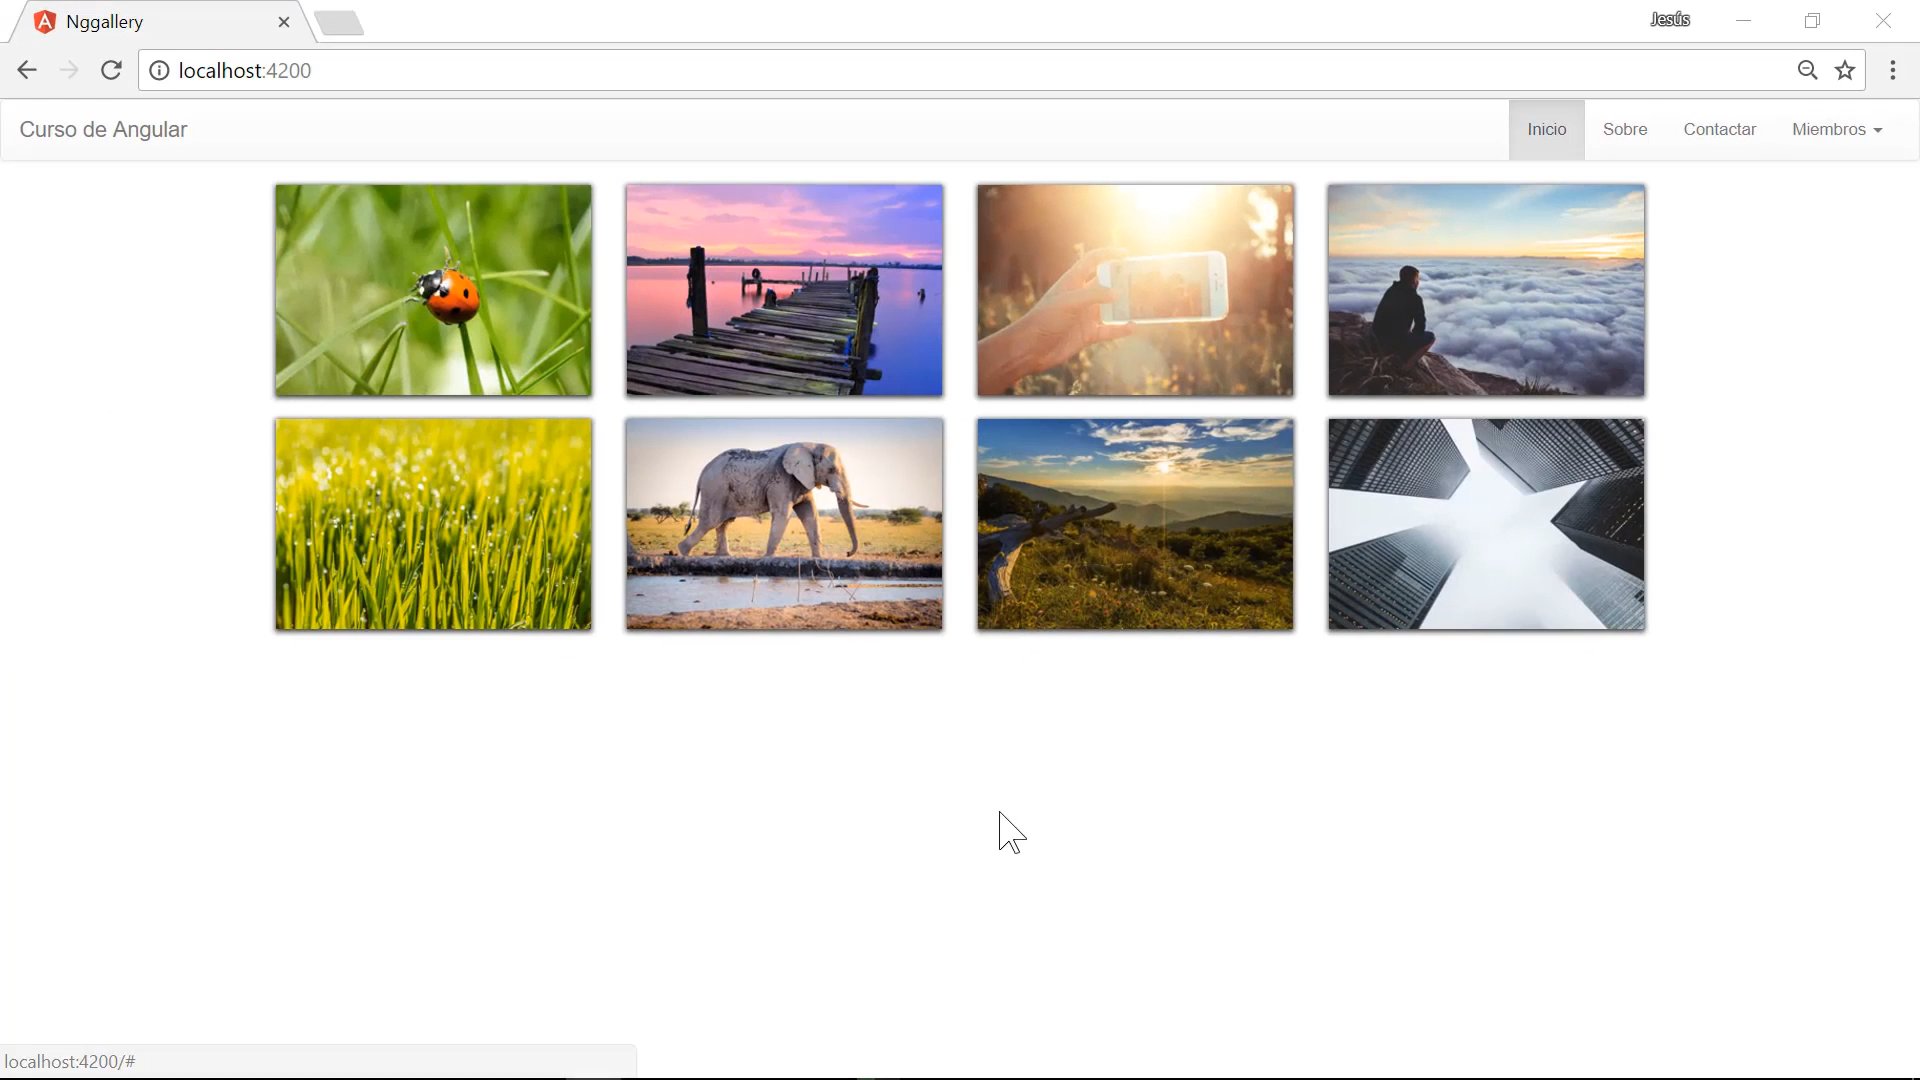 Nggallery
Jesús
localhost:4200
Curso de Angular
Inicio
Sobre
Contactar
Miembros
localhost:4200/#